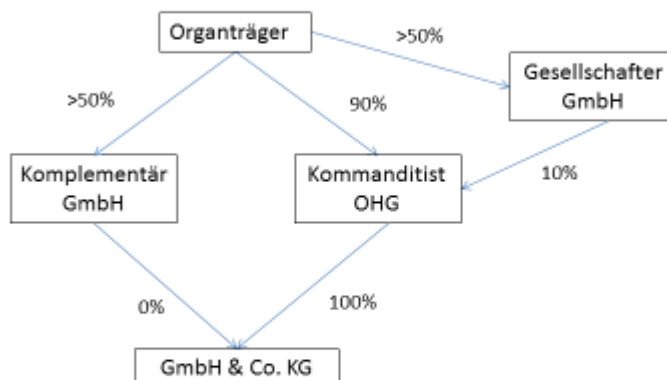 Organträger
>50%
Gesellschafter
GmbH
>50%
90%
Komplementär
GmbH
Kommanditist
OHG
10%
0%
100%
GmbH & Co. KG